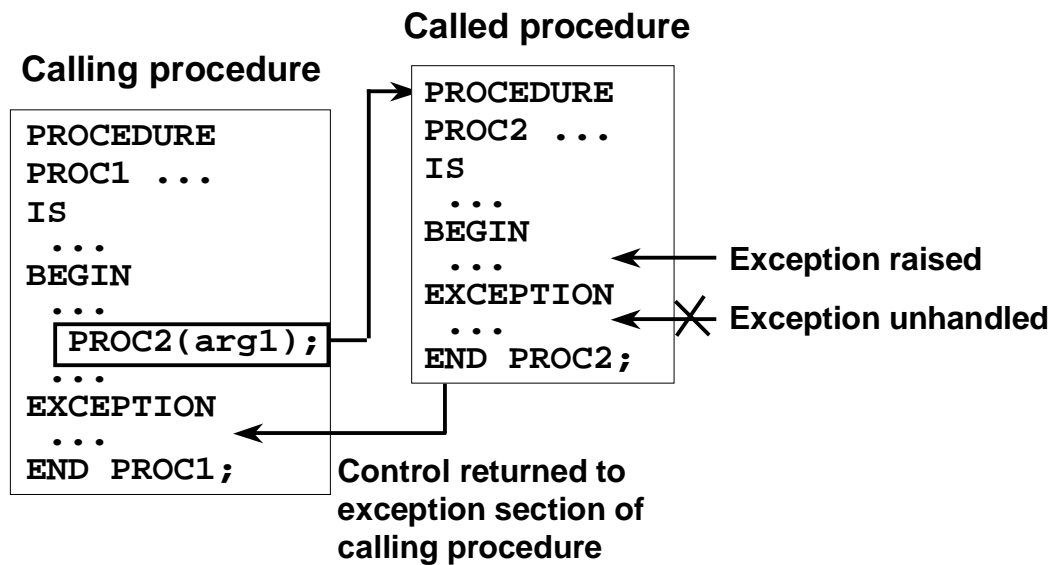 Called procedure
Calling procedure
PROCEDURE
PROC1 ...
IS
...
BEGIN
...
PROC2(arg1);
...
EXCEPTION
...
END PROC1;
PROCEDURE
PROC2 ...
IS
...
BEGIN
...
EXCEPTION
...
END PROC2;
Exception raised
Exception unhandled
Control returned to
exception section of
calling procedure